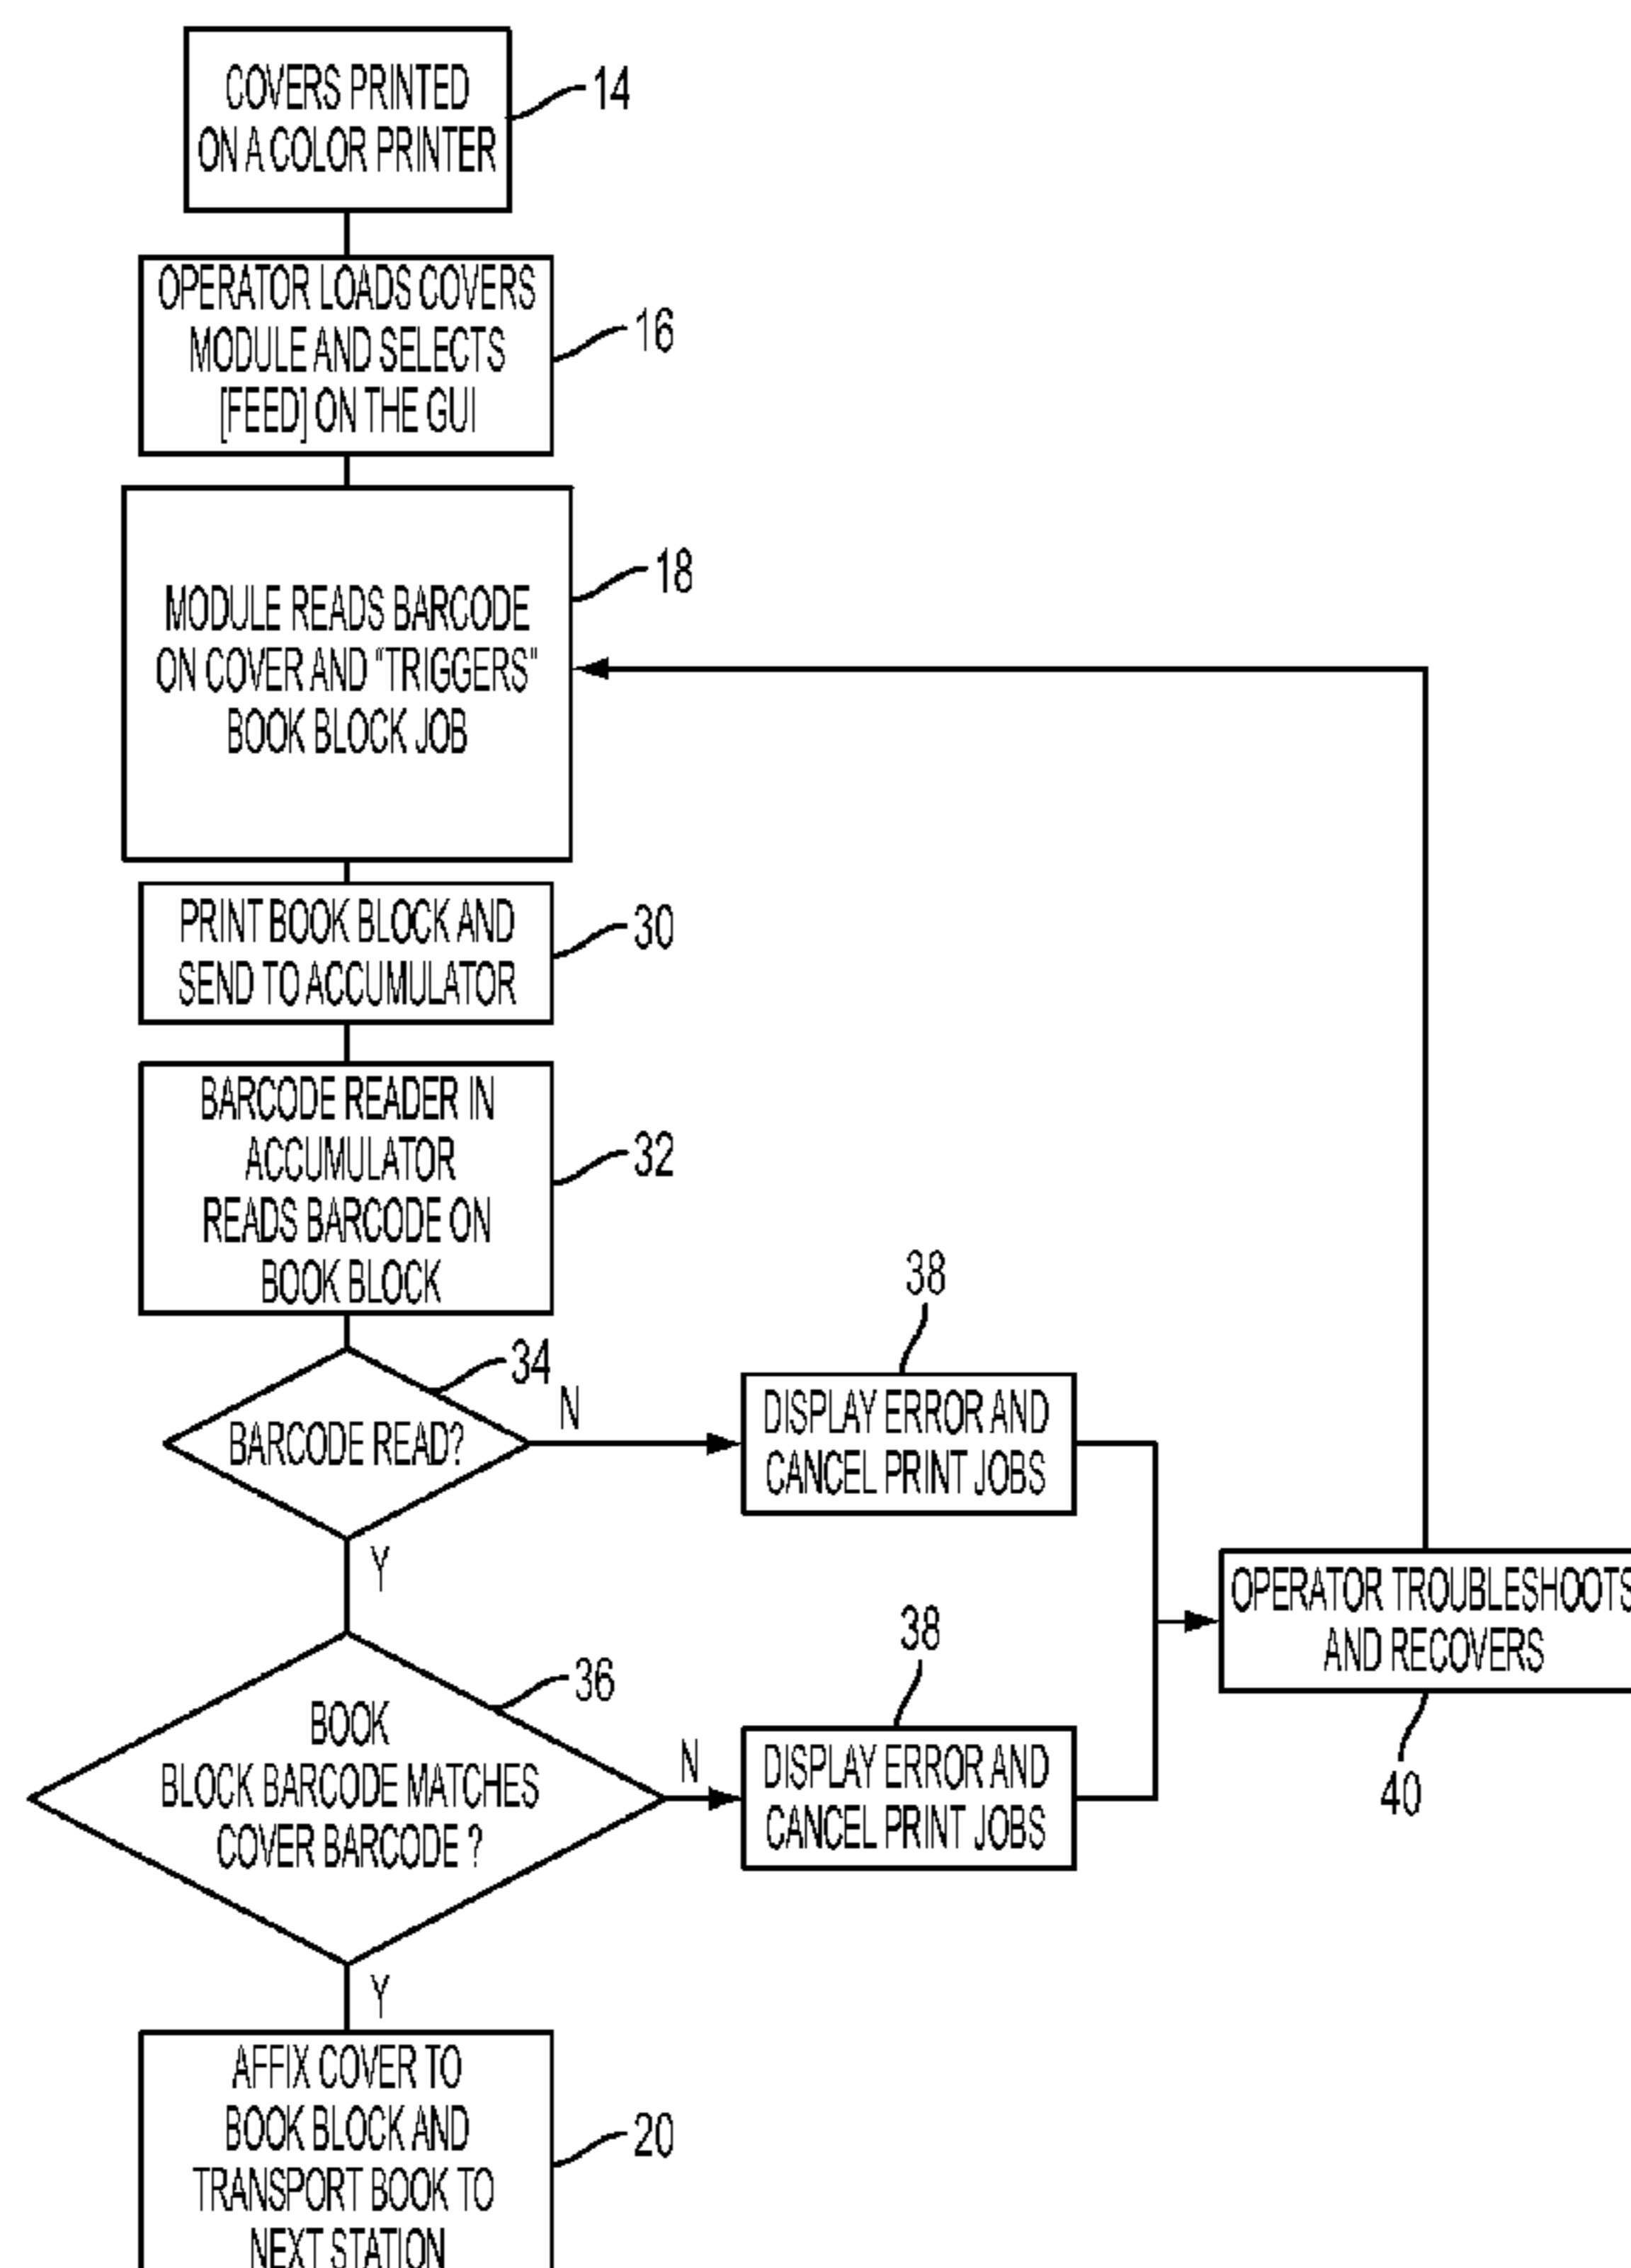 COVERS PRINTED
ON A COLOR PRINTER
14
OPERATOR LOADS COVERS
MODULE AND SELECTS
[FEED] ON THE GUI
16
MODULE READS BARCODE
ON COVER AND "TRIGGERS"
BOOK BLOCK JOB
18
PRINT BOOK BLOCK AND
SEND TO ACCUMULATOR
30
BARCODE READER IN
ACCUMULATOR
READS BARCODE ON
BOOK BLOCK
32
BARCODE READ?
34
N
Y
DISPLAY ERROR AND
CANCEL PRINT JOBS
38
BOOK
BLOCK BARCODE MATCHES
COVER BARCODE ?
36
N
Y
DISPLAY ERROR AND
CANCEL PRINT JOBS
38
OPERATOR TROUBLESHOOTS
AND RECOVERS
40
AFFIX COVER TO
BOOK BLOCK AND
TRANSPORT BOOK TO
NEXT STATION
20